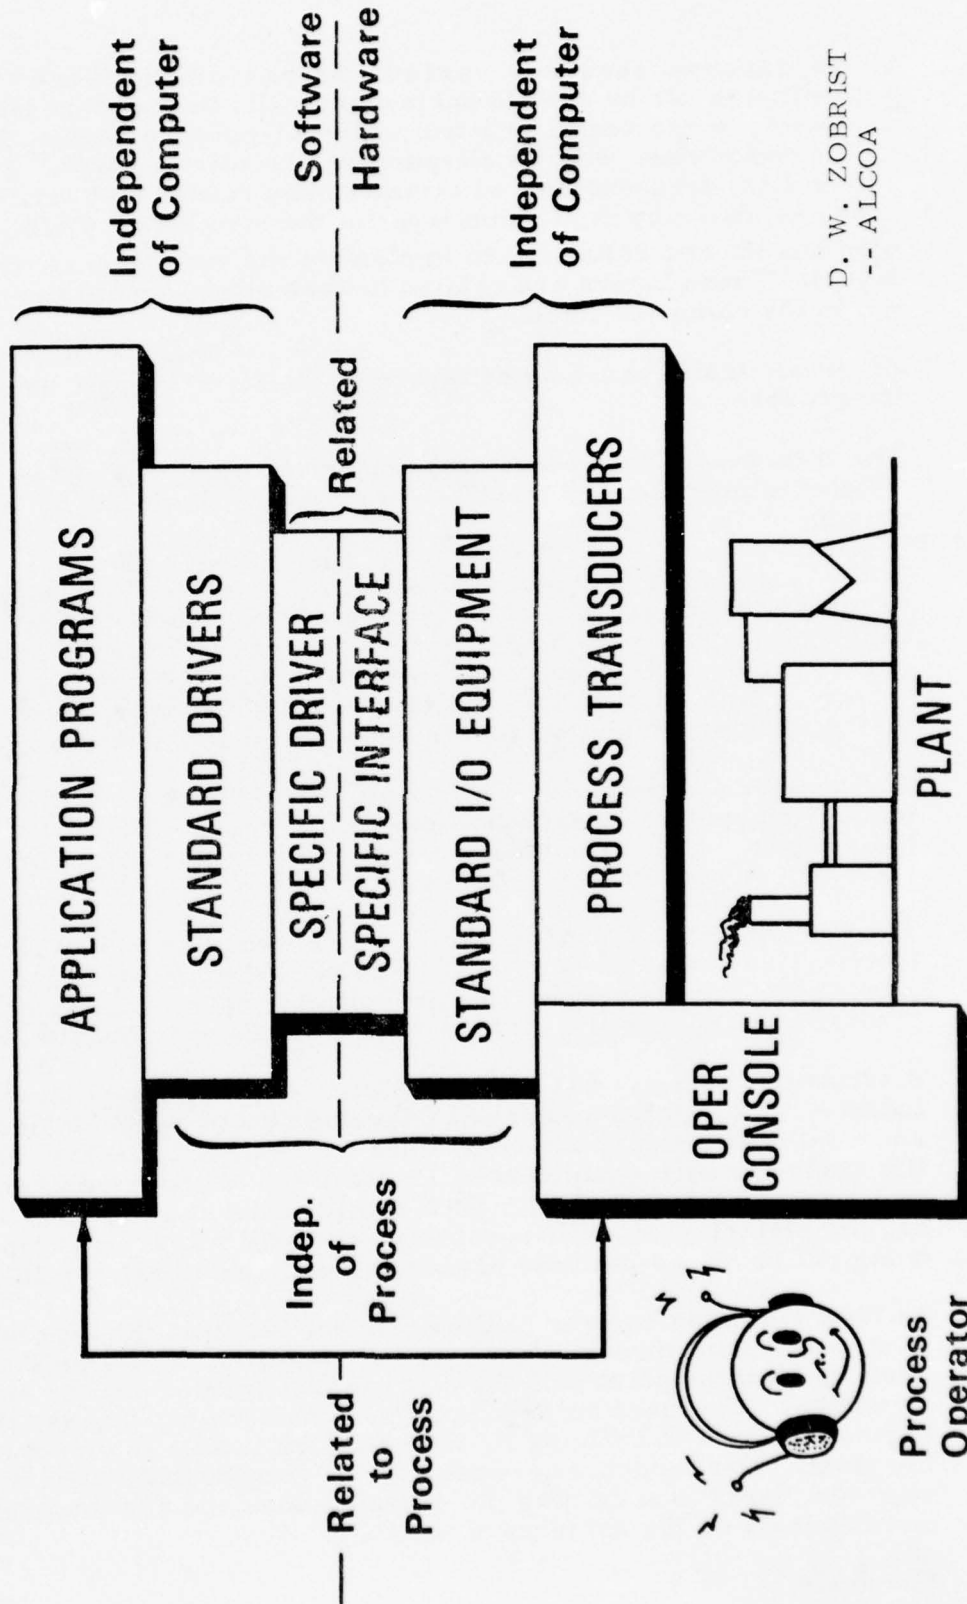 APPLICATION PROGRAMS
STANDARD DRIVERS
SPECIFIC DRIVER
SPECIFIC INTERFACE
STANDARD I/O EQUIPMENT
PROCESS TRANSDUCERS
OPER
CONSOLE
PLANT
Independent
of Computer
Software
Hardware
Related
Independent
of Computer
Indep.
of
Process
Related
to
Process
Process
Operator
D. W. ZOBRIST
-- ALCOA